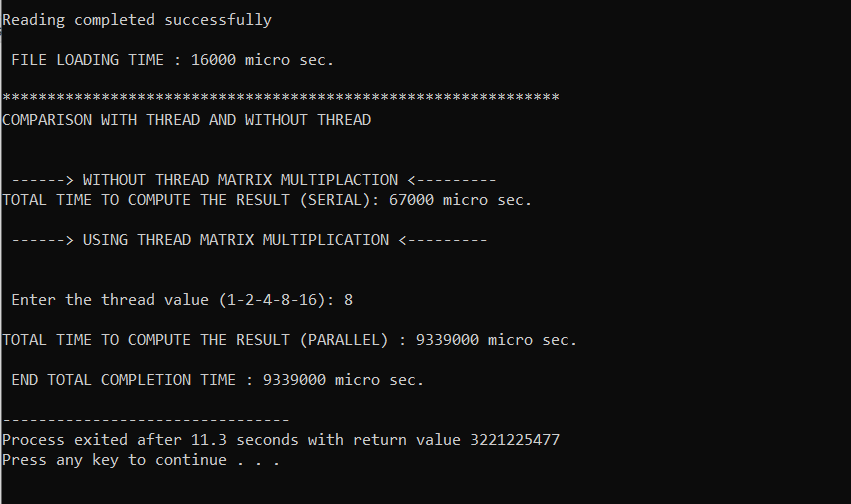 Reading completed successfully
FILE LOADING TIME : 16000 micro sec.
**************************************************************
COMPARISON WITH THREAD AND WITHOUT THREAD
------> WITHOUT THREAD MATRIX MULTIPLACTION <---------
TOTAL TIME TO COMPUTE THE RESULT (SERIAL): 67000 micro sec.
------> USING THREAD MATRIX MULTIPLICATION <---------
Enter the thread value (1-2-4-8-16): 8
TOTAL TIME TO COMPUTE THE RESULT (PARALLEL) : 9339000 micro sec.
END TOTAL COMPLETION TIME : 9339000 micro sec.
--------------------------------
Process exited after 11.3 seconds with return value 3221225477
Press any key to continue . . .